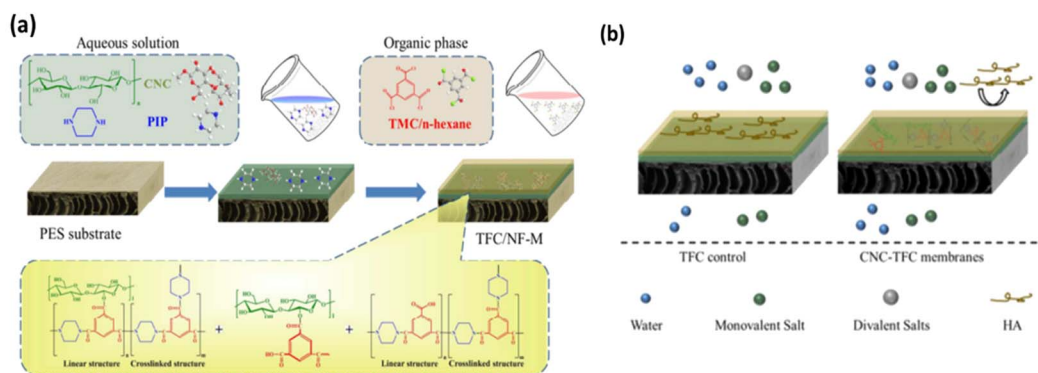 (a)
Aqueous solution
CNC
PIP
Organic phase
TMC/n-hexane
PES substrate
TFC/NF-M
Linear structure
Crosslinked structure
+
+
Linear structure
Crosslinked structure
(b)
TFC control
CNC-TFC membranes
Water
Monovalent Salt
Divalent Salts
HA